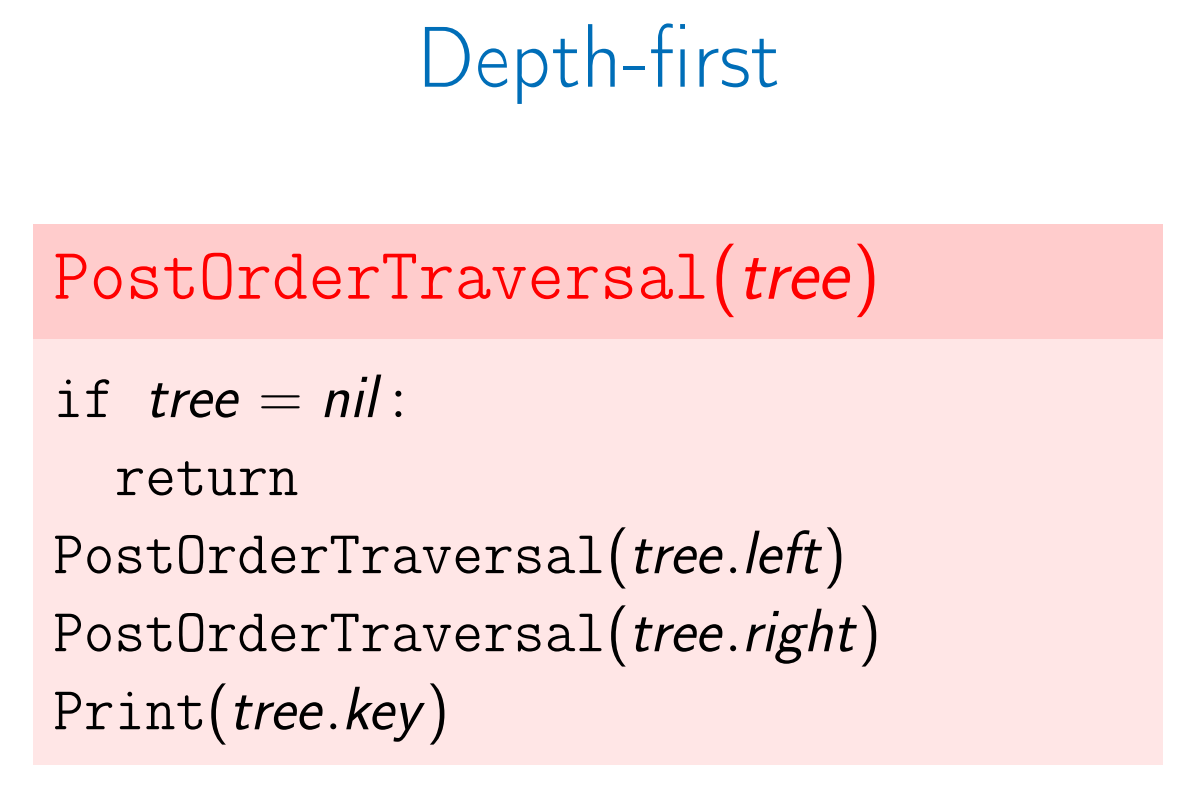 Depth-first
PostOrderTraversal(tree)
if tree = nil:
return
PostOrderTraversal(tree.left)
PostOrderTraversal(tree.right)
Print(tree.key)